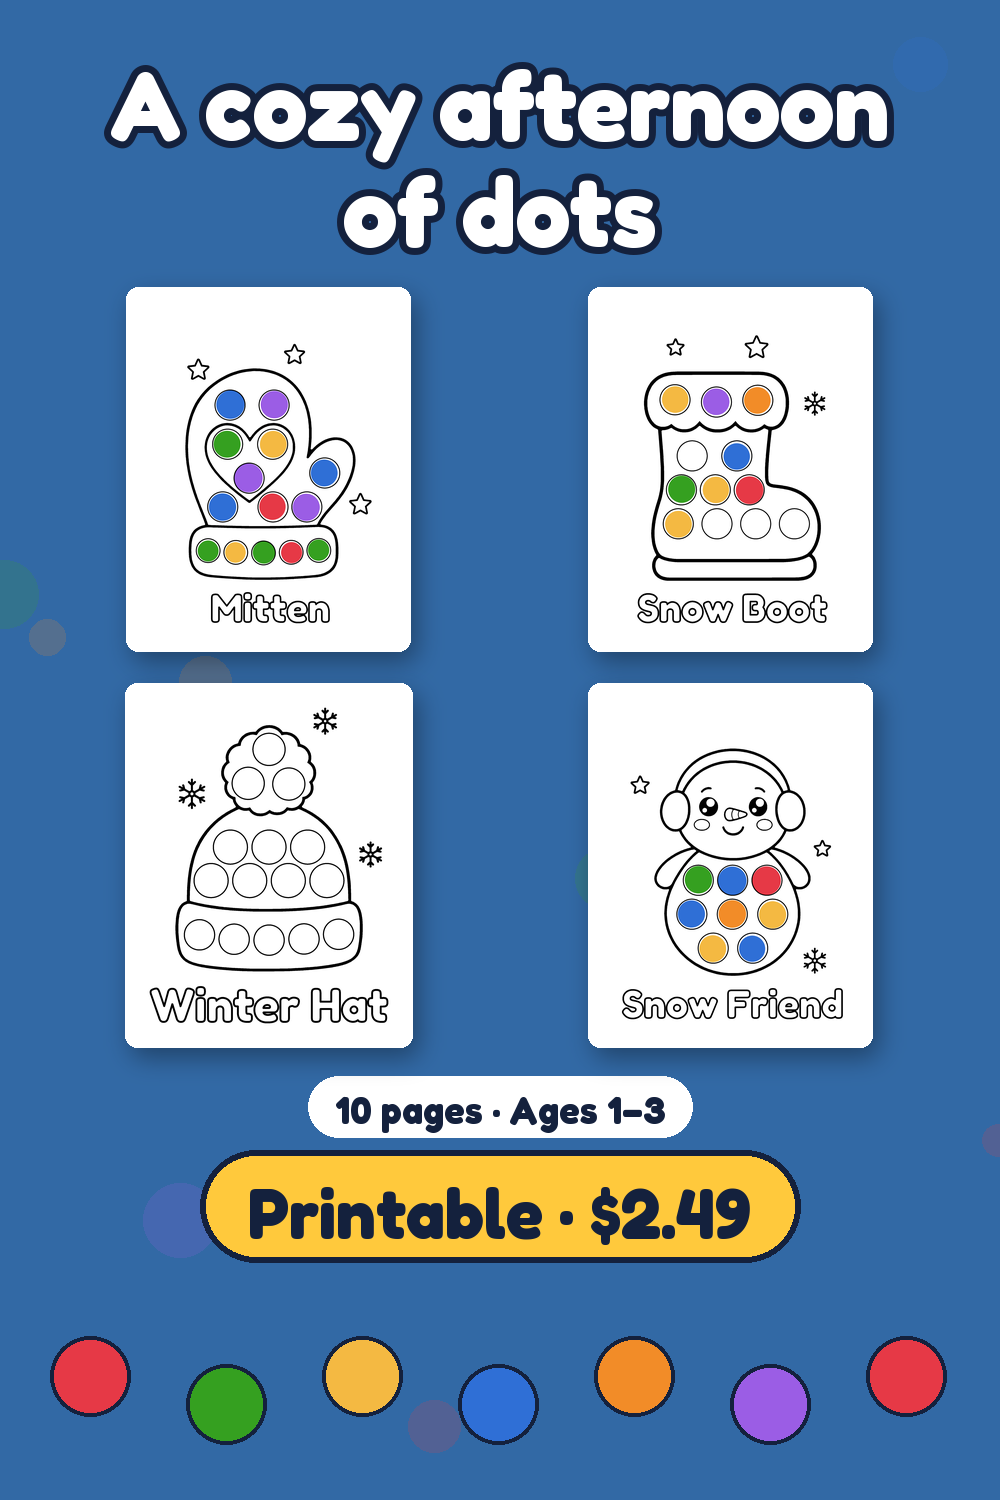 A cozy afternoon
of dots
Mitten
Snow Boot
Winter Hat
Snow Friend
10 pages · Ages 1–3
Printable · $2.49